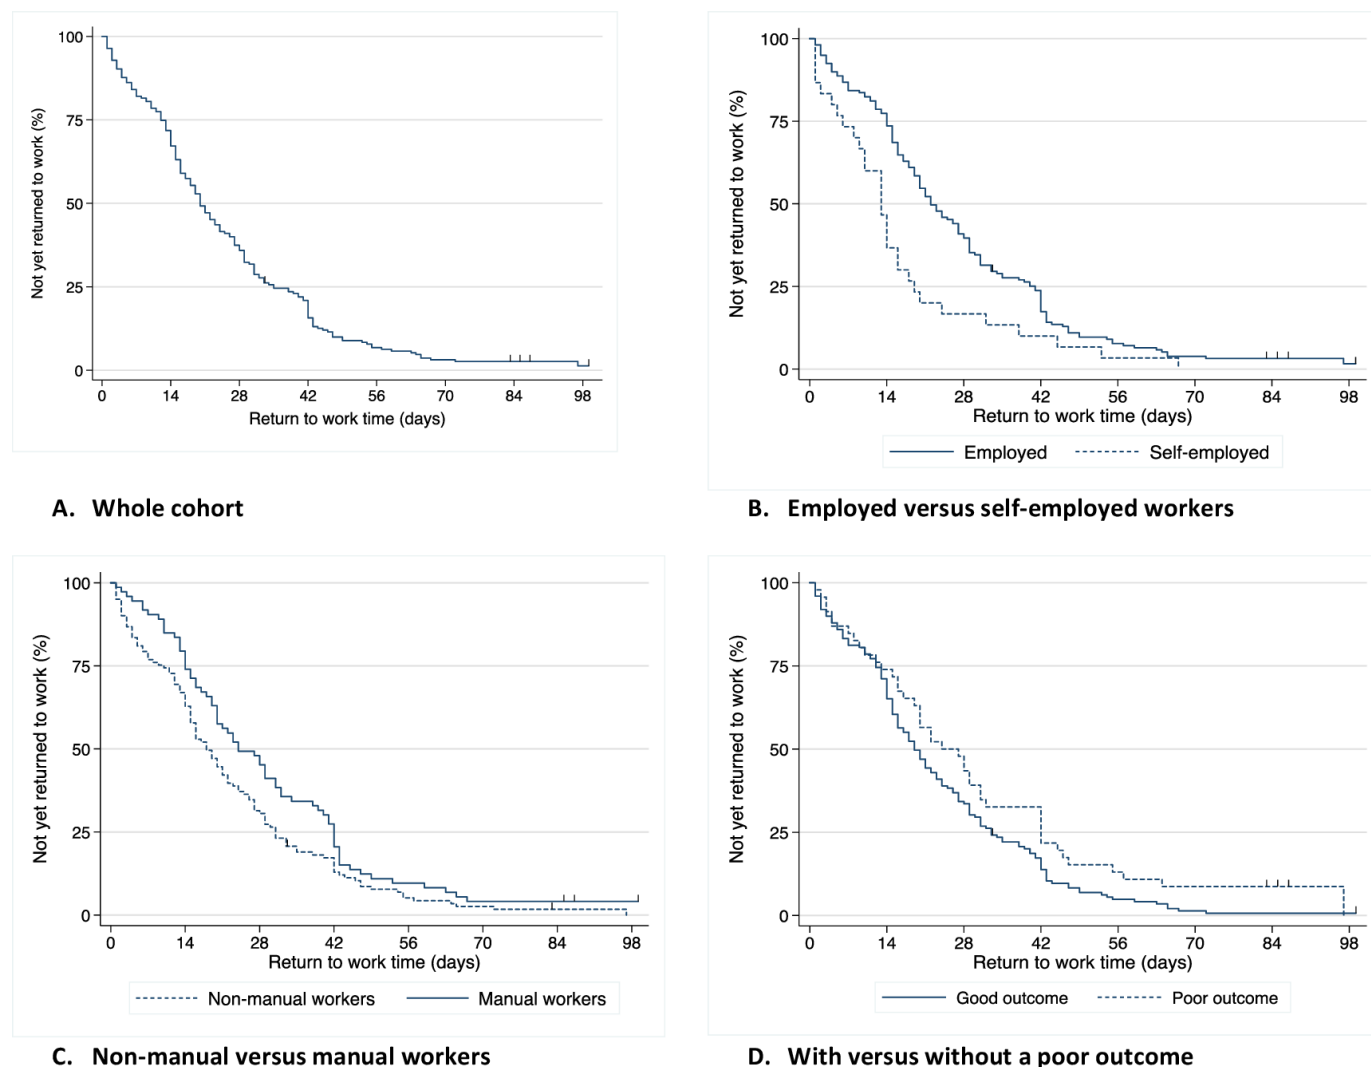 Not yet returned to work (%)
100
75
50
25
0
0 14 28 42 56 70 84 98
Return to work time (days)
A. Whole cohort
Not yet returned to work (%)
100
75
50
25
0
0 14 28 42 56 70 84 98
Return to work time (days)
Employed Self-employed
B. Employed versus self-employed workers
Not yet returned to work (%)
100
75
50
25
0
0 14 28 42 56 70 84 98
Return to work time (days)
Non-manual workers Manual workers
C. Non-manual versus manual workers
Not yet returned to work (%)
100
75
50
25
0
0 14 28 42 56 70 84 98
Return to work time (days)
Good outcome Poor outcome
D. With versus without a poor outcome